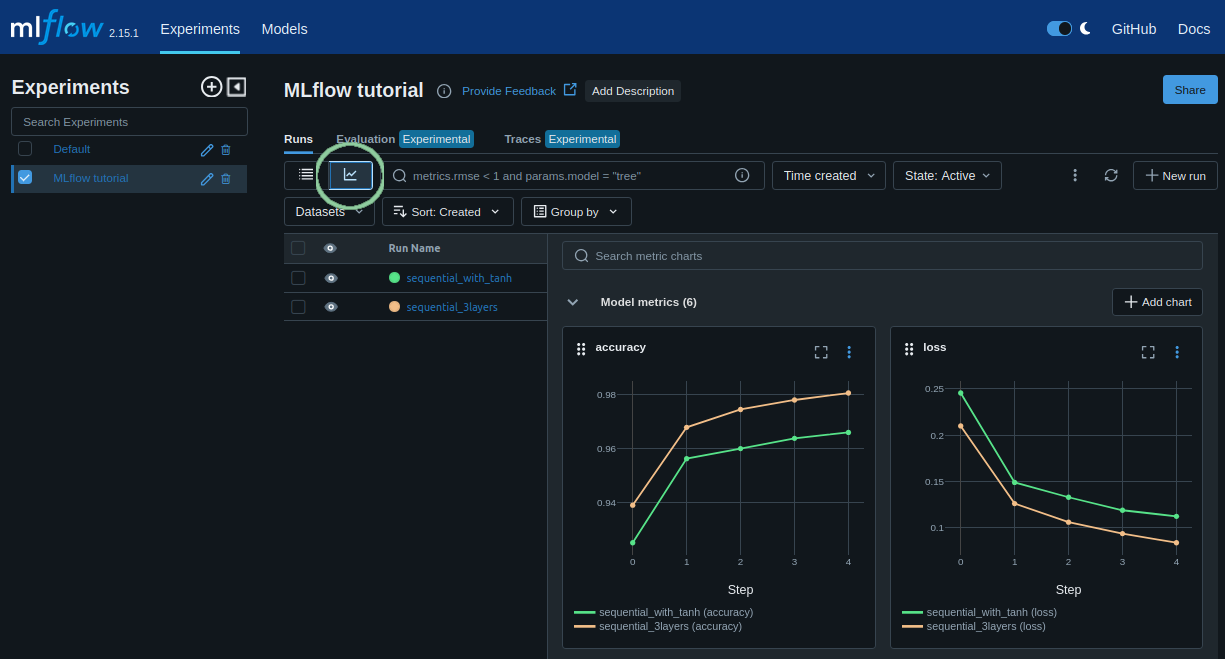 mlflow 2.15.1 Experiments Models GitHub Docs
Experiments
Search Experiments
Default
MLflow tutorial
MLflow tutorial Provide Feedback Add Description Share
Runs Evaluation Experimental Traces Experimental
metrics.rmse < 1 and params.model = "tree" Time created State: Active New run
Datasets Sort: Created Group by
Run Name
sequential_with_tanh
sequential_3layers
Search metric charts
Model metrics (6) Add chart
accuracy
0.98
0.96
0.94
0 1 2 3 4
Step
sequential_with_tanh (accuracy)
sequential_3layers (accuracy)
loss
0.25
0.2
0.15
0.1
0 1 2 3 4
Step
sequential_with_tanh (loss)
sequential_3layers (loss)